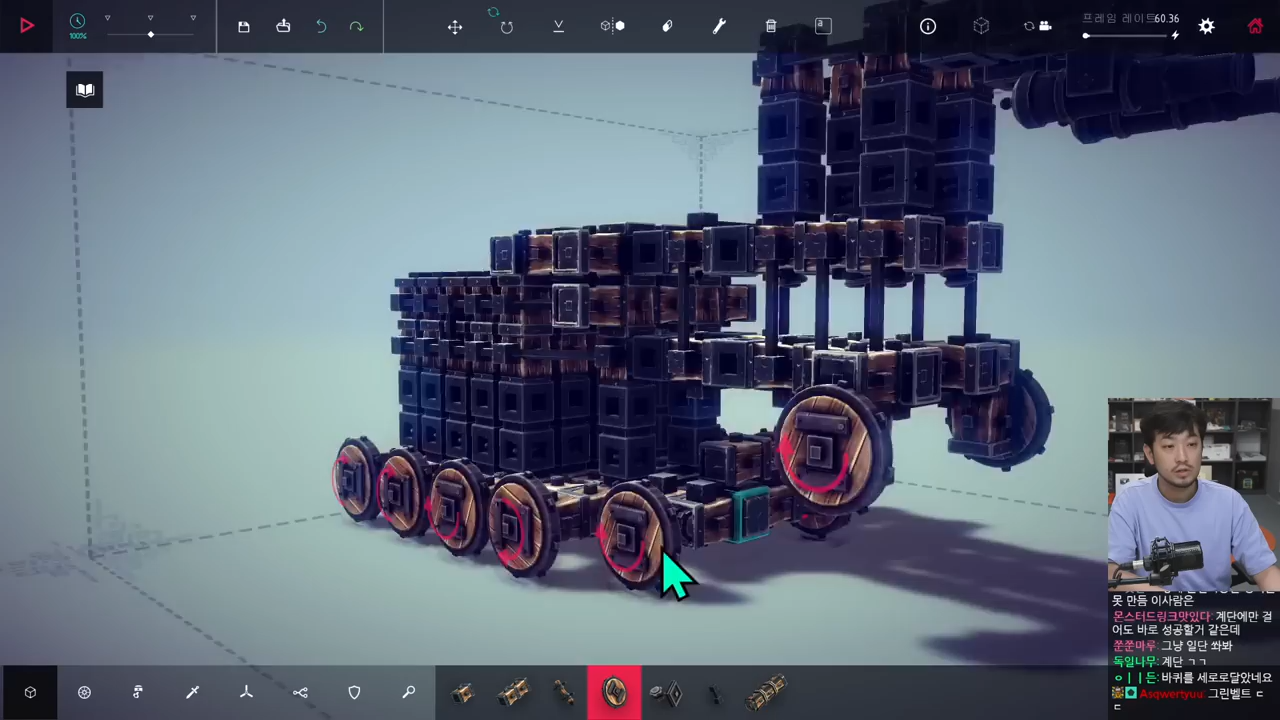 100%
a
프레임 레이트60.36
못 만듬 이사람은
몬스터드링크맛있다: 계단에만 걸
어도 바로 성공할거 같은데
쭌쭌마루: 그냥 일단 쏴봐
독일나무: 계단 ㄱㄱ
ㅇㅣㅣ든: 바퀴를 세로로달았네요
Asqwertyuu: 그린벨트 ㄷ
ㄷ